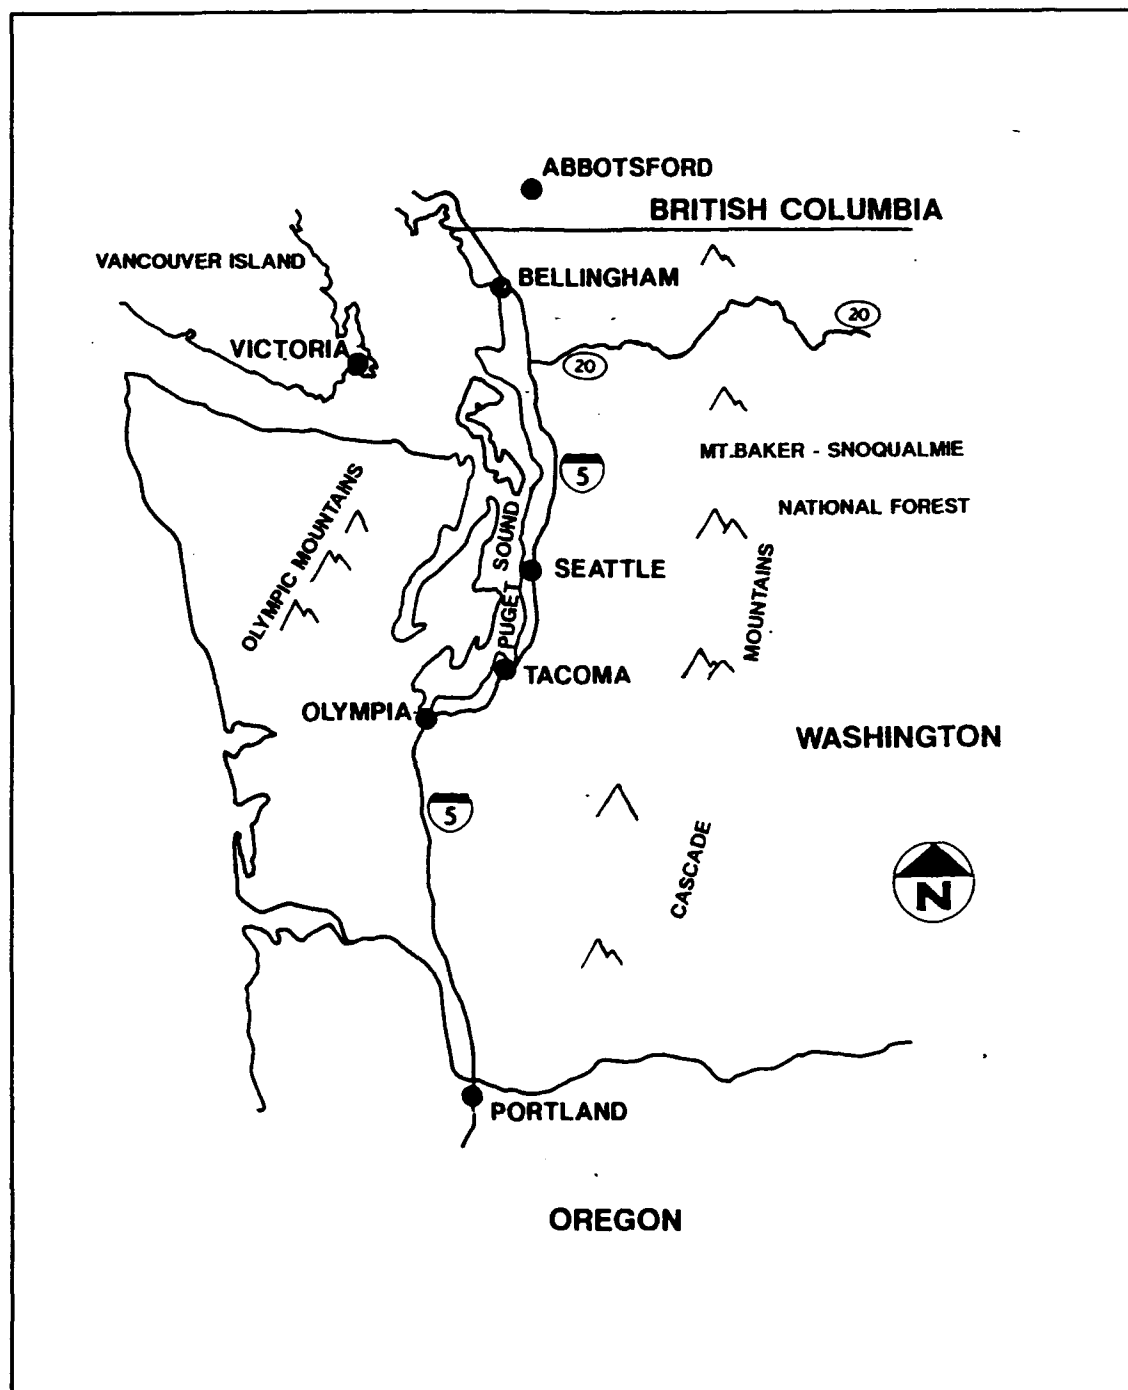 ABBOTSFORD
BRITISH COLUMBIA
VANCOUVER ISLAND
BELLINGHAM
20
VICTORIA
20
MT.BAKER - SNOQUALMIE
5
NATIONAL FOREST
OLYMPIC MOUNTAINS
PUGET SOUND
SEATTLE
MOUNTAINS
TACOMA
OLYMPIA
WASHINGTON
5
CASCADE
N
PORTLAND
OREGON